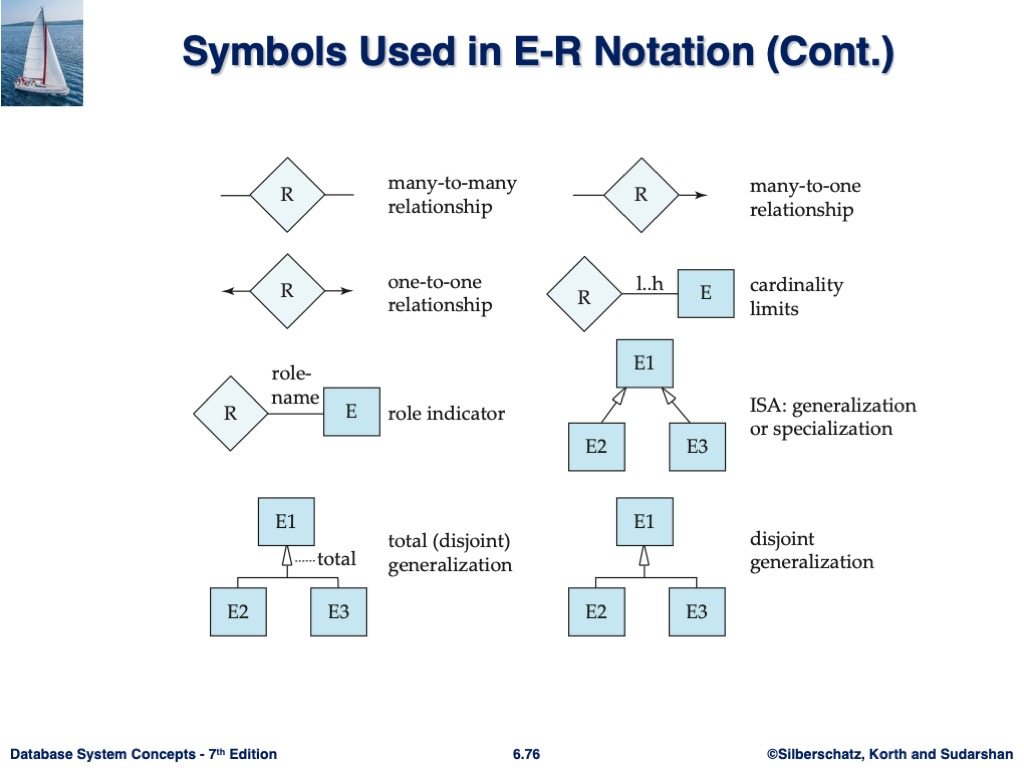 Symbols Used in E-R Notation (Cont.)
R
many-to-many
relationship
R
many-to-one
relationship
R
one-to-one
relationship
R
l..h
E
cardinality
limits
role-
name
R
E
role indicator
E1
E2
E3
ISA: generalization
or specialization
E1
total
E2
E3
total (disjoint)
generalization
E1
E2
E3
disjoint
generalization
Database System Concepts - 7th Edition
6.76
©Silberschatz, Korth and Sudarshan